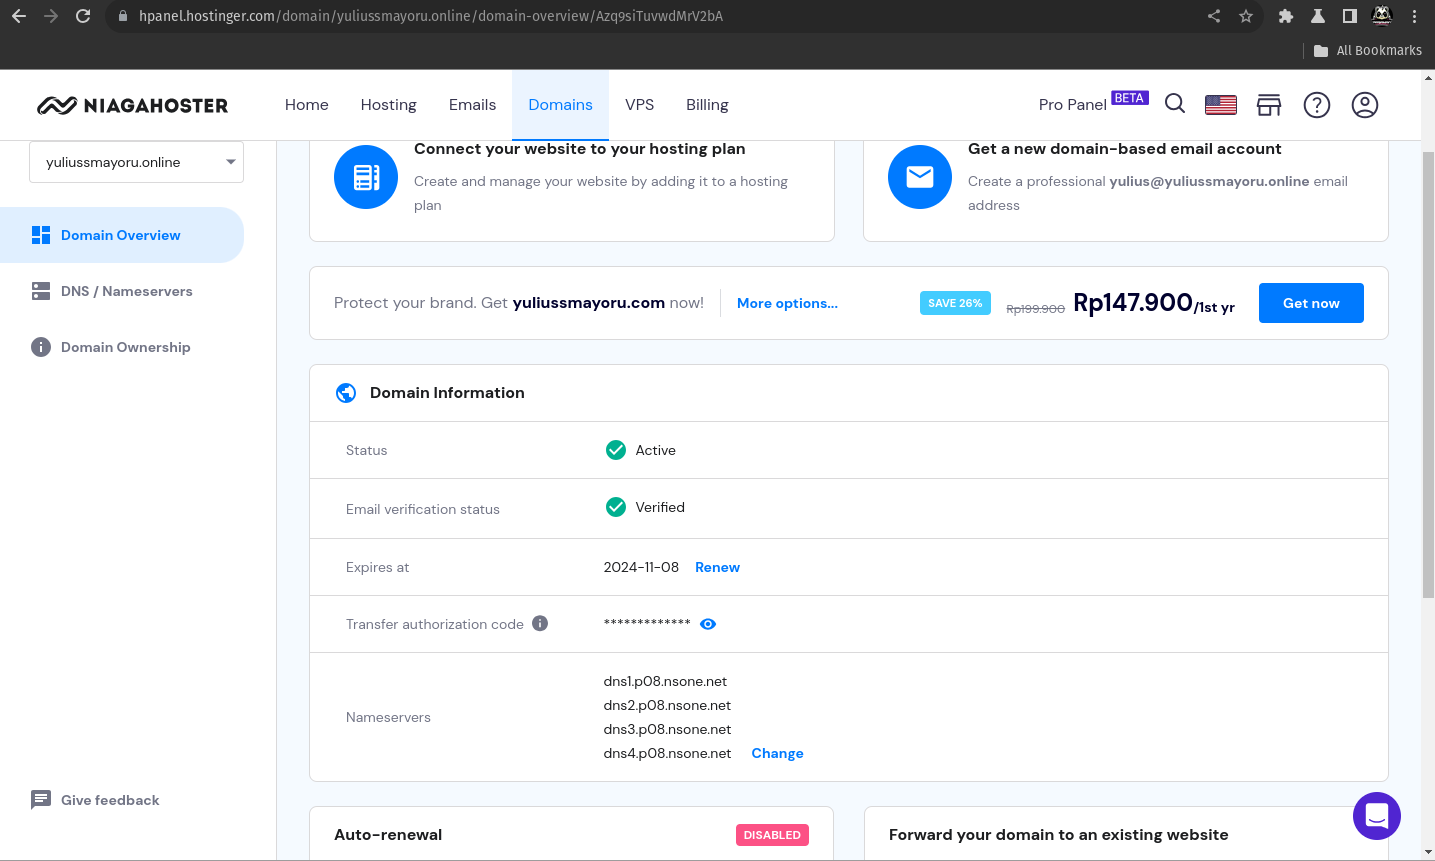 hpanel.hostinger.com/domain/yuliussmayoru.online/domain-overview/Azq9siTuvwdMrV2bA
All Bookmarks
NIAGAHOSTER
Home
Hosting
Emails
Domains
VPS
Billing
Pro Panel BETA
yuliussmayoru.online
Domain Overview
DNS / Nameservers
Domain Ownership
Give feedback
Connect your website to your hosting plan
Create and manage your website by adding it to a hosting
plan
Get a new domain-based email account
Create a professional yulius@yuliussmayoru.online email
address
Protect your brand. Get yuliussmayoru.com now!
More options...
SAVE 26%
Rp199.900
Rp147.900/1st yr
Get now
Domain Information
Status
Active
Email verification status
Verified
Expires at
2024-11-08
Renew
Transfer authorization code
*************
Nameservers
dns1.p08.nsone.net
dns2.p08.nsone.net
dns3.p08.nsone.net
dns4.p08.nsone.net
Change
Auto-renewal
DISABLED
Forward your domain to an existing website